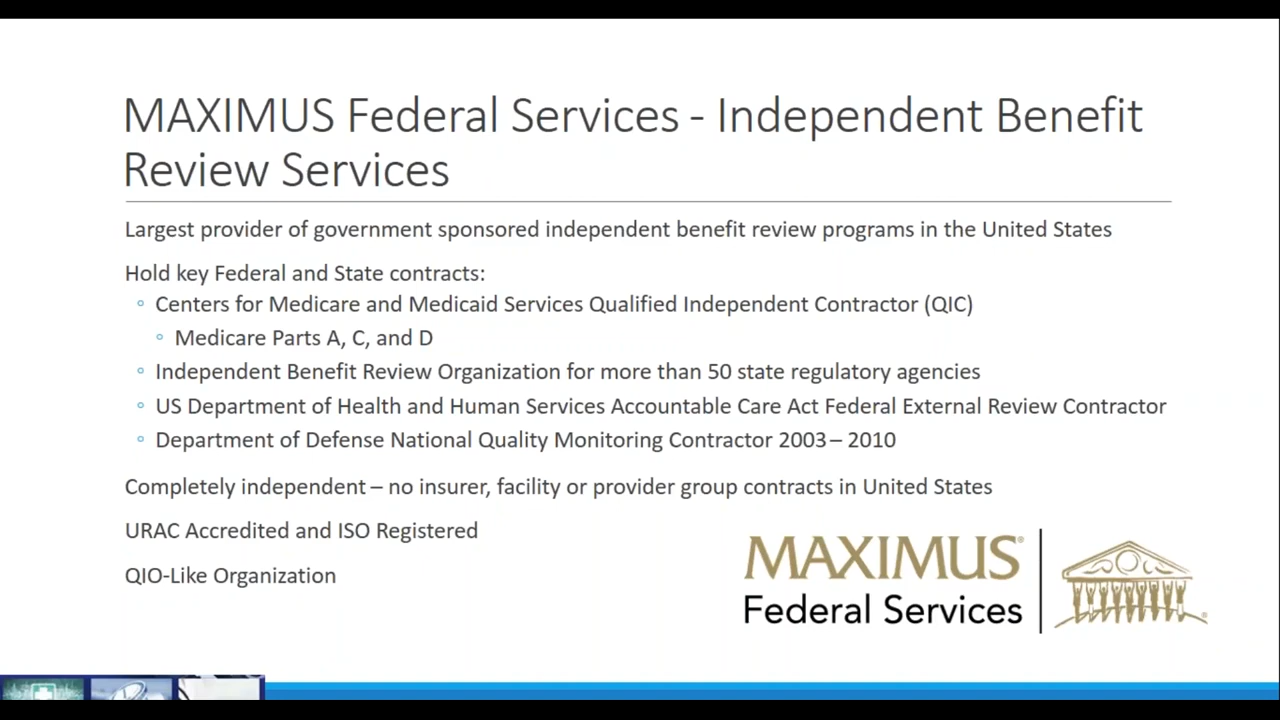 MAXIMUS Federal Services - Independent Benefit
Review Services
Largest provider of government sponsored independent benefit review programs in the United States
Hold key Federal and State contracts:
◦ Centers for Medicare and Medicaid Services Qualified Independent Contractor (QIC)
◦ Medicare Parts A, C, and D
◦ Independent Benefit Review Organization for more than 50 state regulatory agencies
◦ US Department of Health and Human Services Accountable Care Act Federal External Review Contractor
◦ Department of Defense National Quality Monitoring Contractor 2003 – 2010
Completely independent – no insurer, facility or provider group contracts in United States
URAC Accredited and ISO Registered
QIO-Like Organization
MAXIMUS®
Federal Services